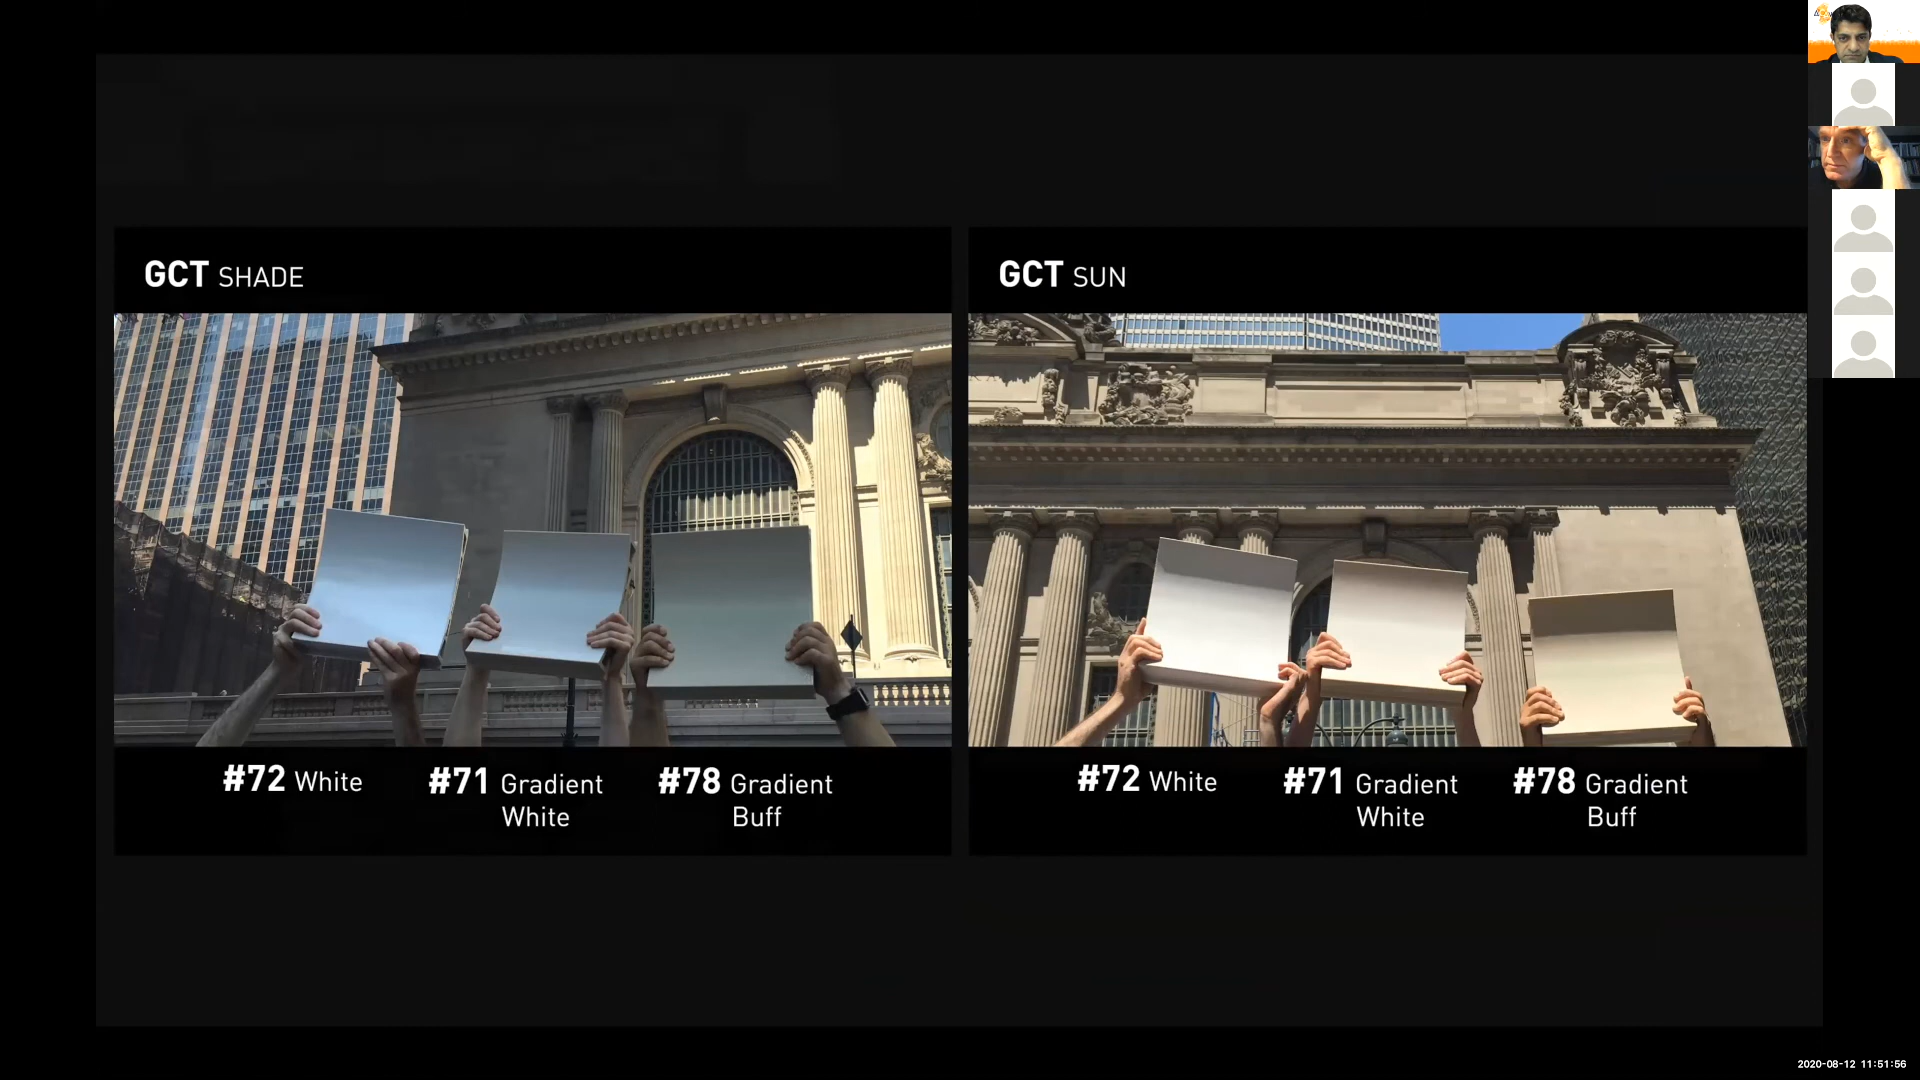 GCT SHADE
#72 White
#71 Gradient White
#78 Gradient Buff
GCT SUN
#72 White
#71 Gradient White
#78 Gradient Buff
2020-08-12 11:51:56